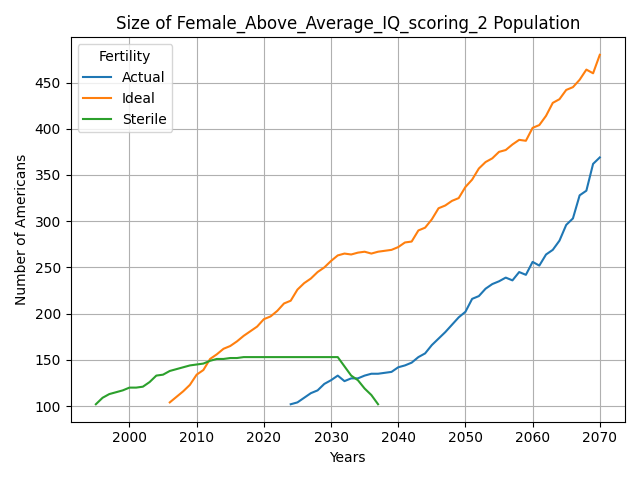 Size of Female_Above_Average_IQ_scoring_2 Population
Fertility
Actual
Ideal
Sterile
Number of Americans
450
400
350
300
250
200
150
100
2000 2010 2020 2030 2040 2050 2060 2070
Years